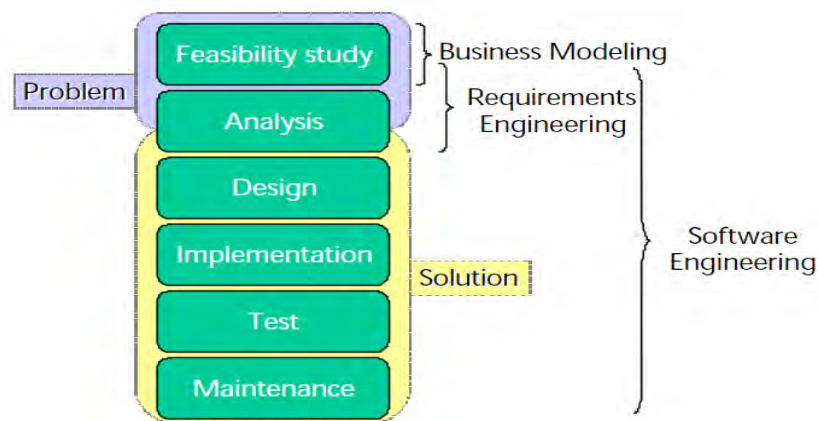 Feasibility study
Business Modeling
Problem
Requirements
Engineering
Analysis
Design
Implementation
Software
Engineering
Solution
Test
Maintenance